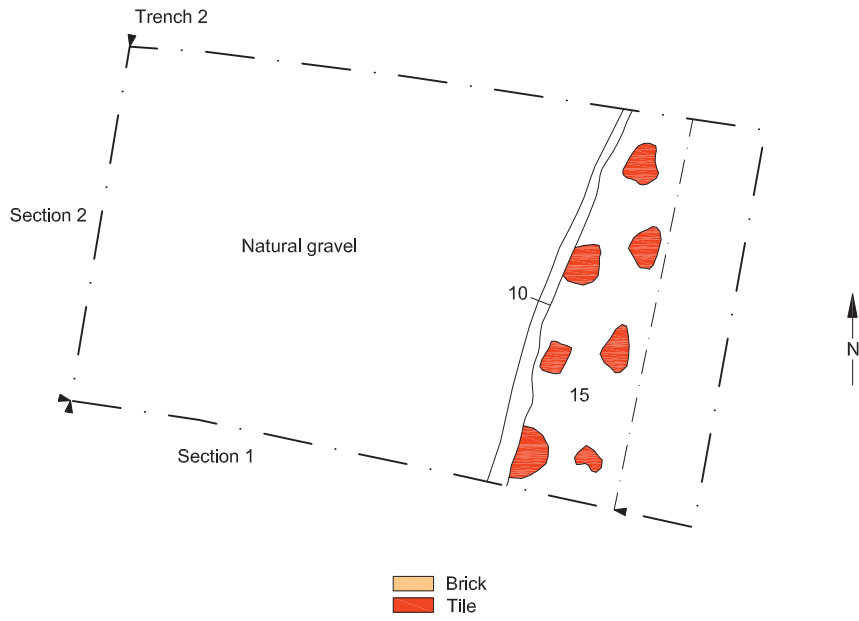 Trench 2
Section 2
Natural gravel
10
N
15
Section 1
Brick
Tile